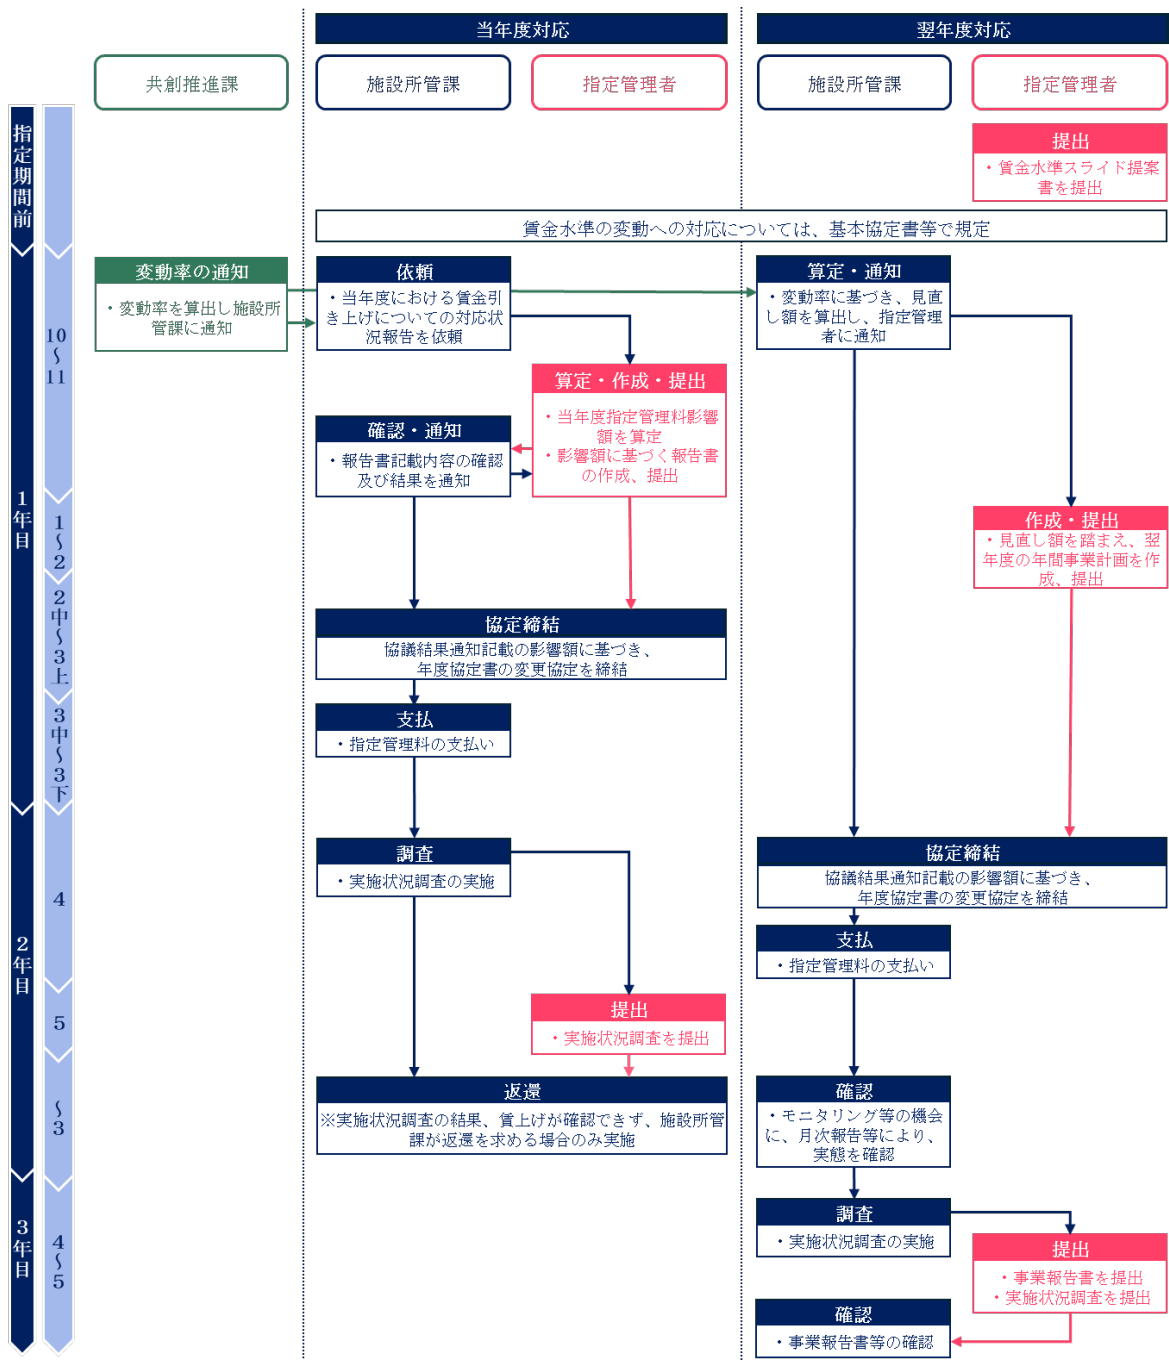 当年度対応
翌年度対応
共創推進課
施設所管課
指定管理者
施設所管課
指定管理者
指定期間前
提出
・賃金水準スライド提案
書を提出
賃金水準の変動への対応については、基本協定書等で規定
1年目
10～11
変動率の通知
・変動率を算出し施設所
管課に通知
依頼
・当年度における賃金引
き上げについての対応状
況報告を依頼
算定・通知
・変動率に基づき、見直
し額を算出し、指定管理
者に通知
算定・作成・提出
・当年度指定管理料影響
額を算定
・影響額に基づく報告書
の作成、提出
確認・通知
・報告書記載内容の確認
及び結果を通知
1～2
作成・提出
・見直し額を踏まえ、翌
年度の年間事業計画を作
成、提出
2中～3上
協定締結
協議結果通知記載の影響額に基づき、
年度協定書の変更協定を締結
3中～3下
支払
・指定管理料の支払い
2年目
4
調査
・実施状況調査の実施
協定締結
協議結果通知記載の影響額に基づき、
年度協定書の変更協定を締結
支払
・指定管理料の支払い
5
提出
・実施状況調査を提出
～3
返還
※実施状況調査の結果、賃上げが確認できず、施設所管
課が返還を求める場合のみ実施
確認
・モニタリング等の機会
に、月次報告等により、
実態を確認
3年目
4～5
調査
・実施状況調査の実施
提出
・事業報告書を提出
・実施状況調査を提出
確認
・事業報告書等の確認